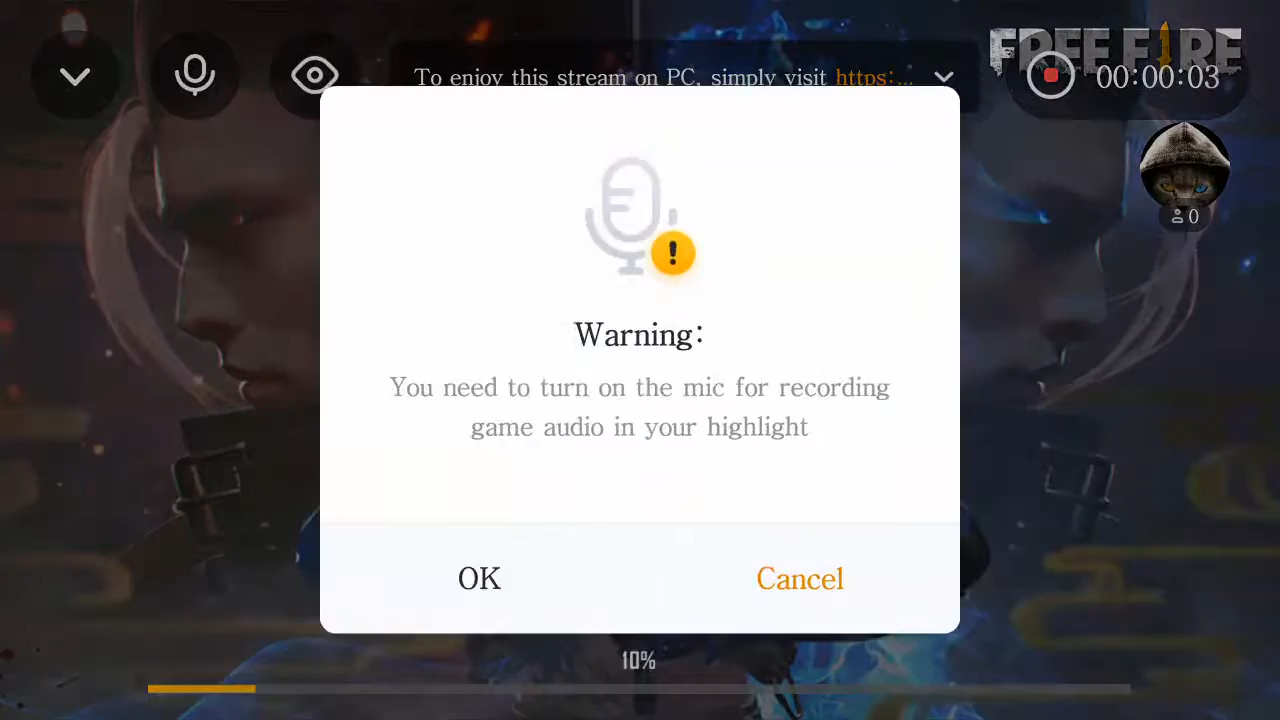 To enjoy this stream on PC, simply visit https:...
FREE FIRE
00:00:03
0
Warning:
You need to turn on the mic for recording
game audio in your highlight
OK
Cancel
10%